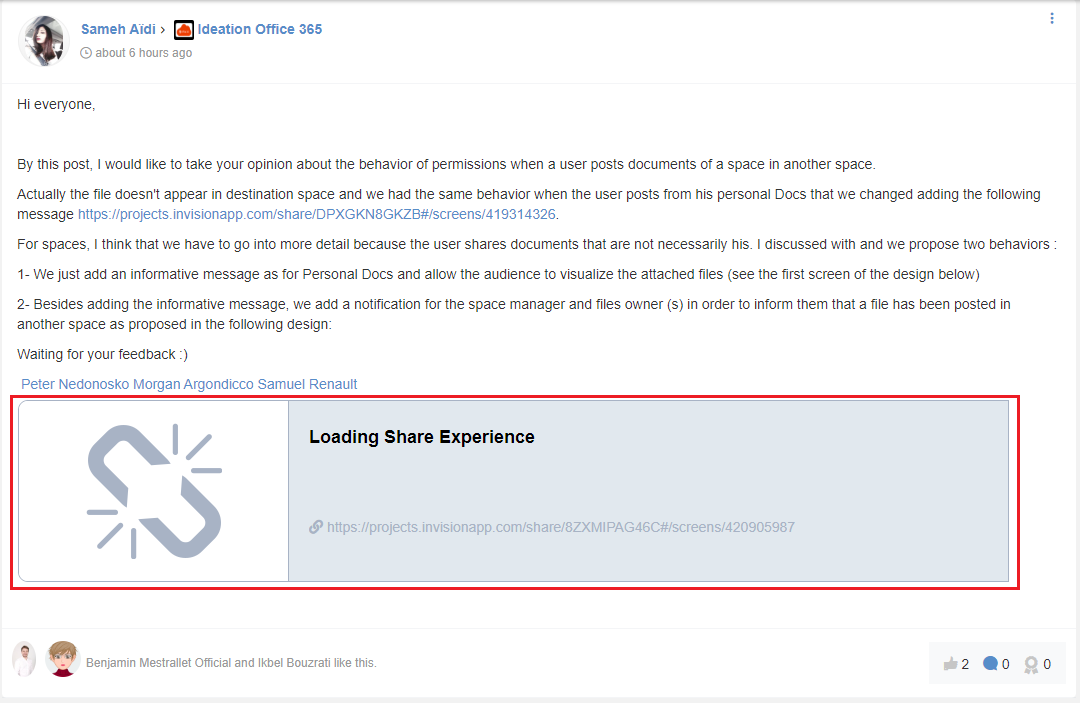 Sameh Aïdi › Ideation Office 365
about 6 hours ago
Hi everyone,
By this post, I would like to take your opinion about the behavior of permissions when a user posts documents of a space in another space.
Actually the file doesn't appear in destination space and we had the same behavior when the user posts from his personal Docs that we changed adding the following
message https://projects.invisionapp.com/share/DPXGKN8GKZB#/screens/419314326.
For spaces, I think that we have to go into more detail because the user shares documents that are not necessarily his. I discussed with and we propose two behaviors :
1- We just add an informative message as for Personal Docs and allow the audience to visualize the attached files (see the first screen of the design below)
2- Besides adding the informative message, we add a notification for the space manager and files owner (s) in order to inform them that a file has been posted in
another space as proposed in the following design:
Waiting for your feedback :)
Peter Nedonosko Morgan Argondicco Samuel Renault
Loading Share Experience
https://projects.invisionapp.com/share/8ZXMIPAG46C#/screens/420905987
Benjamin Mestrallet Official and Ikbel Bouzrati like this.
2 0 0